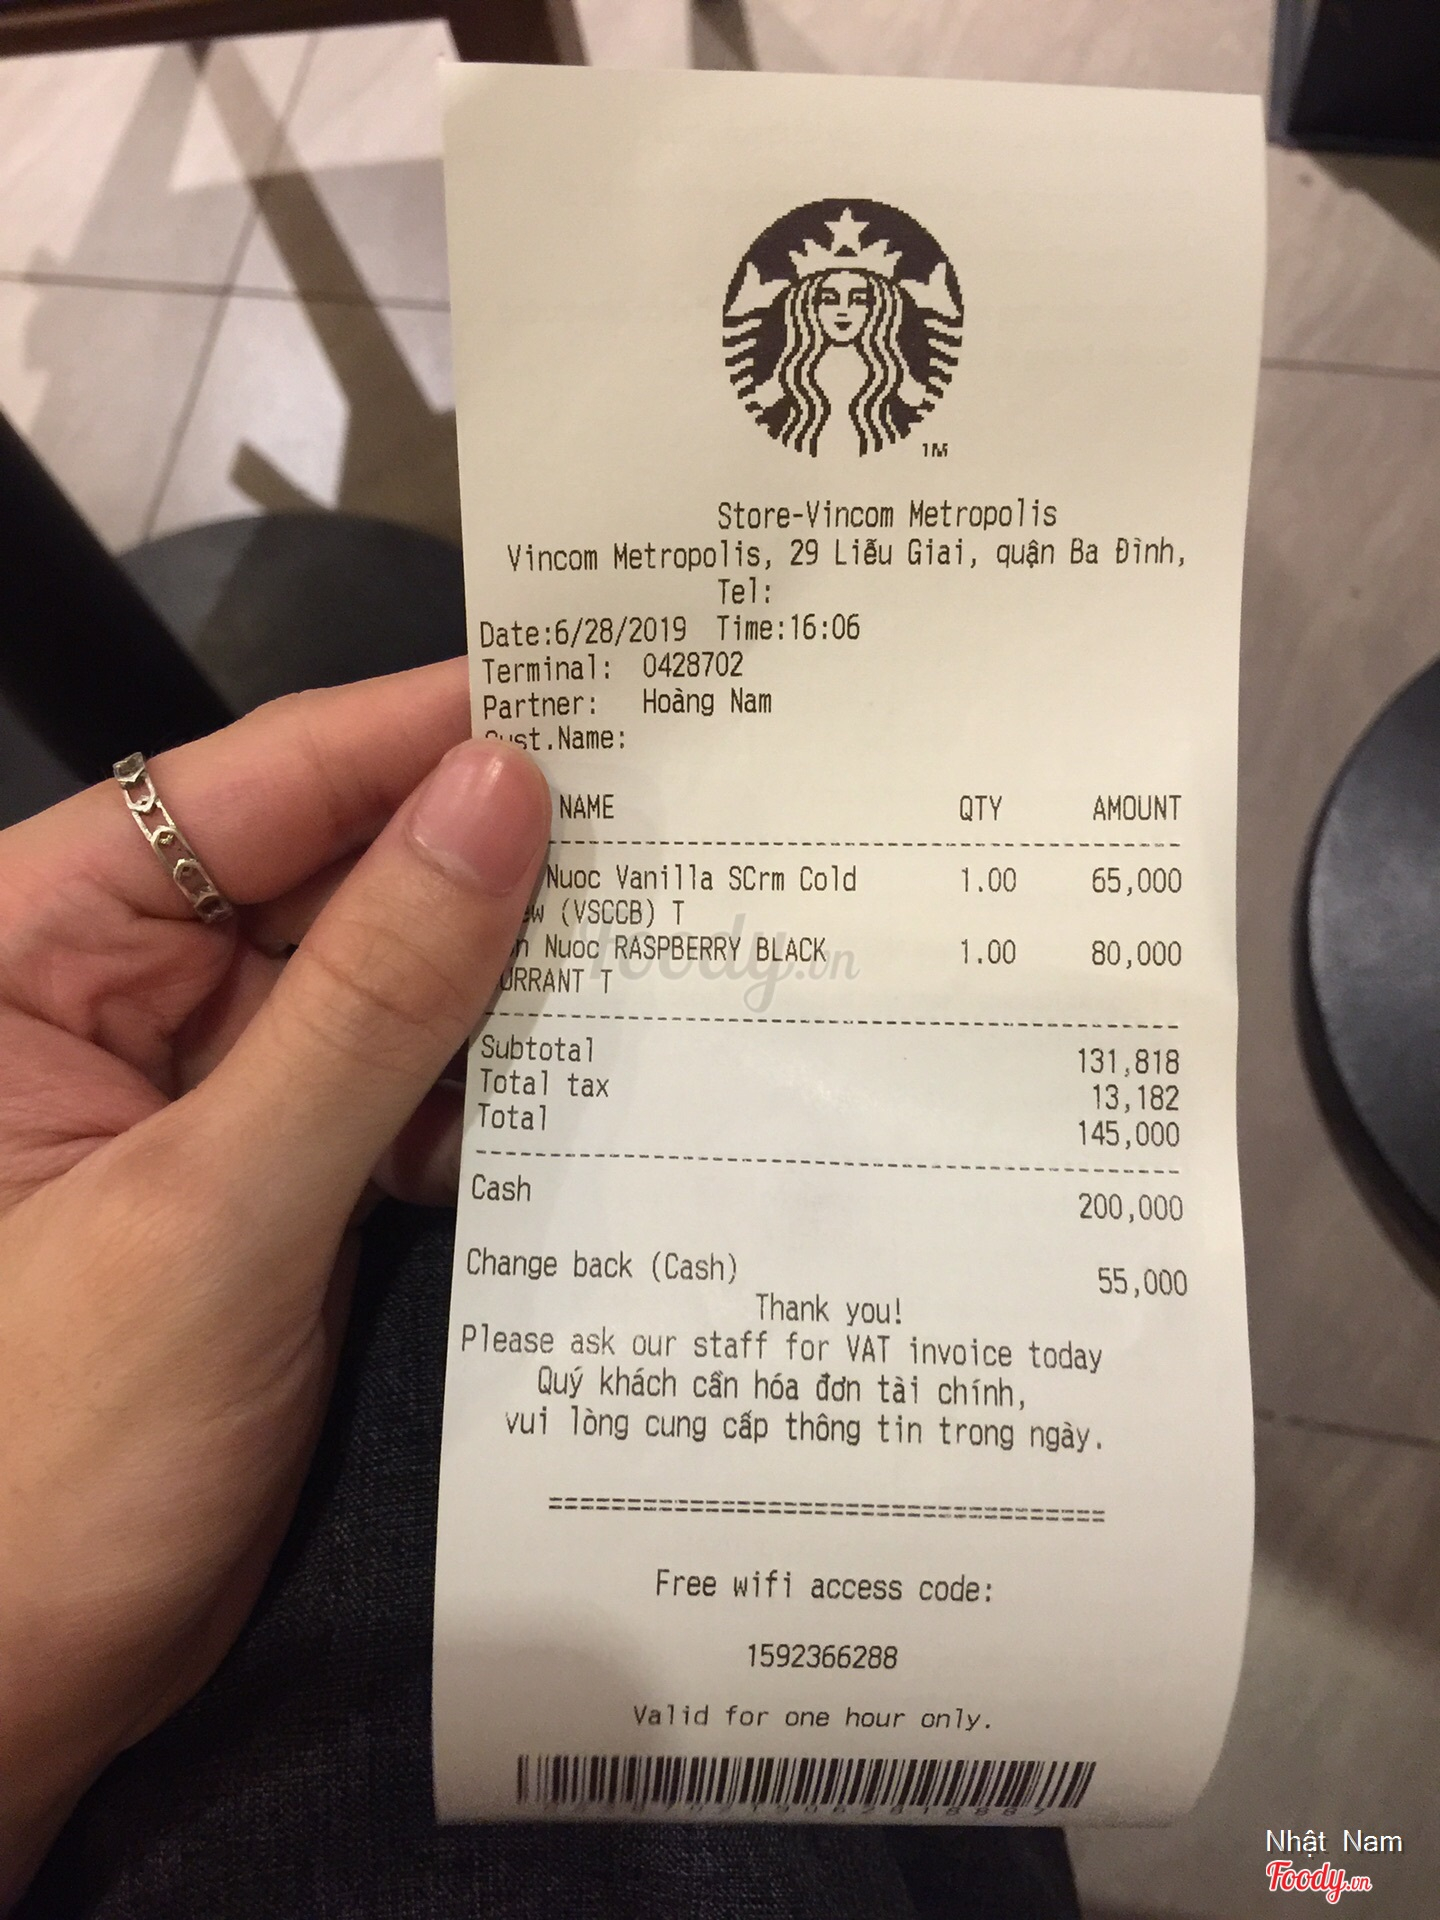 TM
Store-Vincom Metropolis
Vincom Metropolis, 29 Liễu Giai, quận Ba Đình,
Tel:
Date:6/28/2019 Time:16:06
Terminal: 0428702
Partner: Hoàng Nam
Cust.Name:
NAME QTY AMOUNT
Nuoc Vanilla SCrm Cold 1.00 65,000
(VSCCB) T
Nuoc RASPBERRY BLACK 1.00 80,000
URRANT T
Subtotal 131,818
Total tax 13,182
Total 145,000
Cash 200,000
Change back (Cash) 55,000
Thank you!
Please ask our staff for VAT invoice today
Quý khách cần hóa đơn tài chính,
vui lòng cung cấp thông tin trong ngày.
===================================
Free wifi access code:
1592366288
Valid for one hour only.
Foody.vn
Nhật Nam
Foody.vn